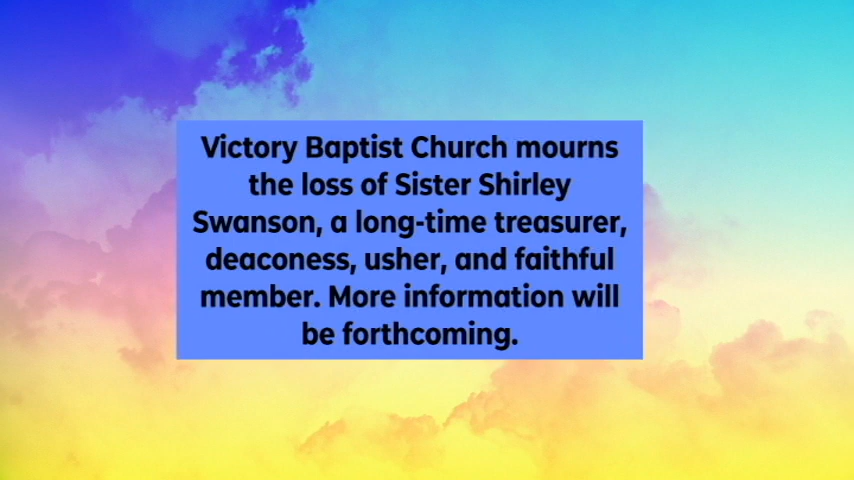 Victory Baptist Church mourns
the loss of Sister Shirley
Swanson, a long-time treasurer,
deaconess, usher, and faithful
member. More information will
be forthcoming.